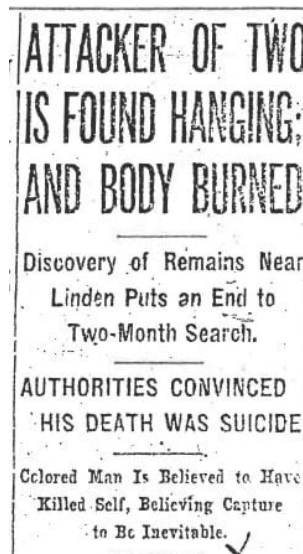 ATTACKER OF TWO
IS FOUND HANGING;
AND BODY BURNED
Discovery of Remains Near
Linden Puts an End to
Two-Month Search.
AUTHORITIES CONVINCED
HIS DEATH WAS SUICIDE
Colored Man Is Believed to Have
Killed Self, Believing Capture
to Be Inevitable.